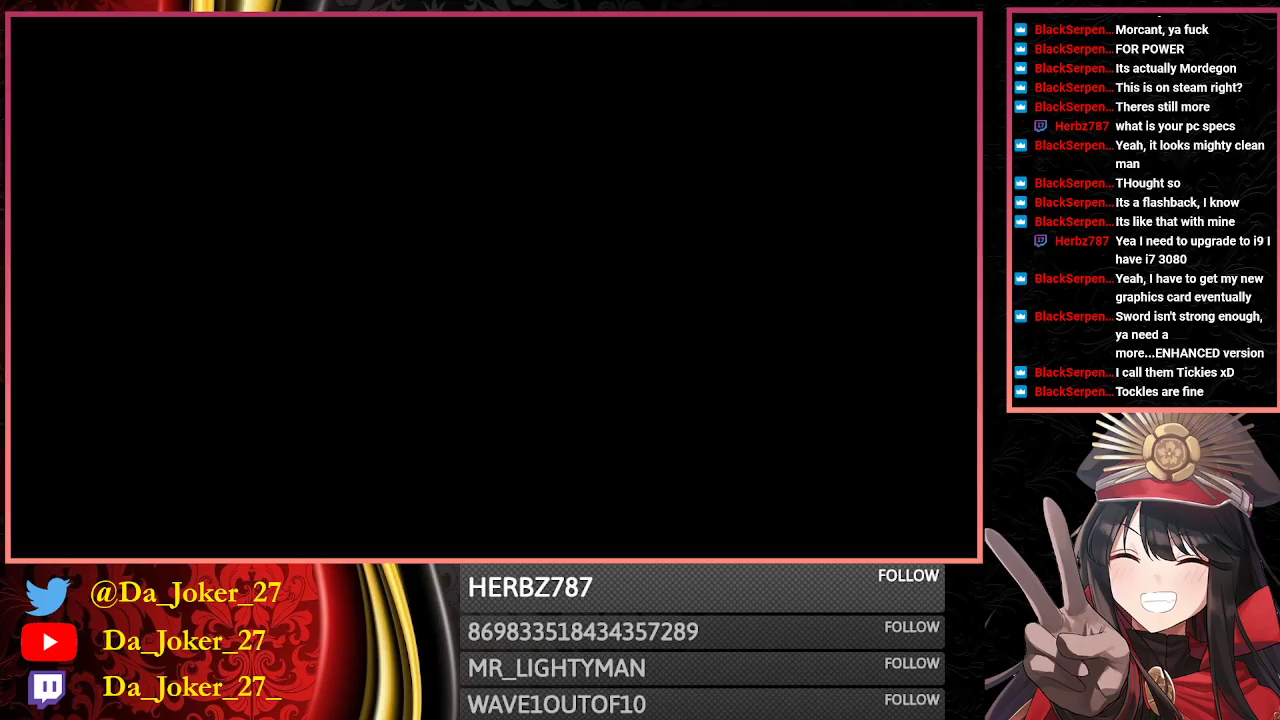 BlackSerpen... Morcant, ya fuck
BlackSerpen... FOR POWER
BlackSerpen... Its actually Mordegon
BlackSerpen... This is on steam right?
BlackSerpen... Theres still more
Herbz787 what is your pc specs
BlackSerpen... Yeah, it looks mighty clean
man
BlackSerpen... THought so
BlackSerpen... Its a flashback, I know
BlackSerpen... Its like that with mine
Herbz787 Yea I need to upgrade to i9 I
have i7 3080
BlackSerpen... Yeah, I have to get my new
graphics card eventually
BlackSerpen... Sword isn't strong enough,
ya need a
more...ENHANCED version
BlackSerpen... I call them Tickies xD
BlackSerpen... Tockles are fine
@Da_Joker_27
Da_Joker_27
Da_Joker_27_
HERBZ787 FOLLOW
869833518434357289 FOLLOW
MR_LIGHTYMAN FOLLOW
WAVE1OUTOF10 FOLLOW